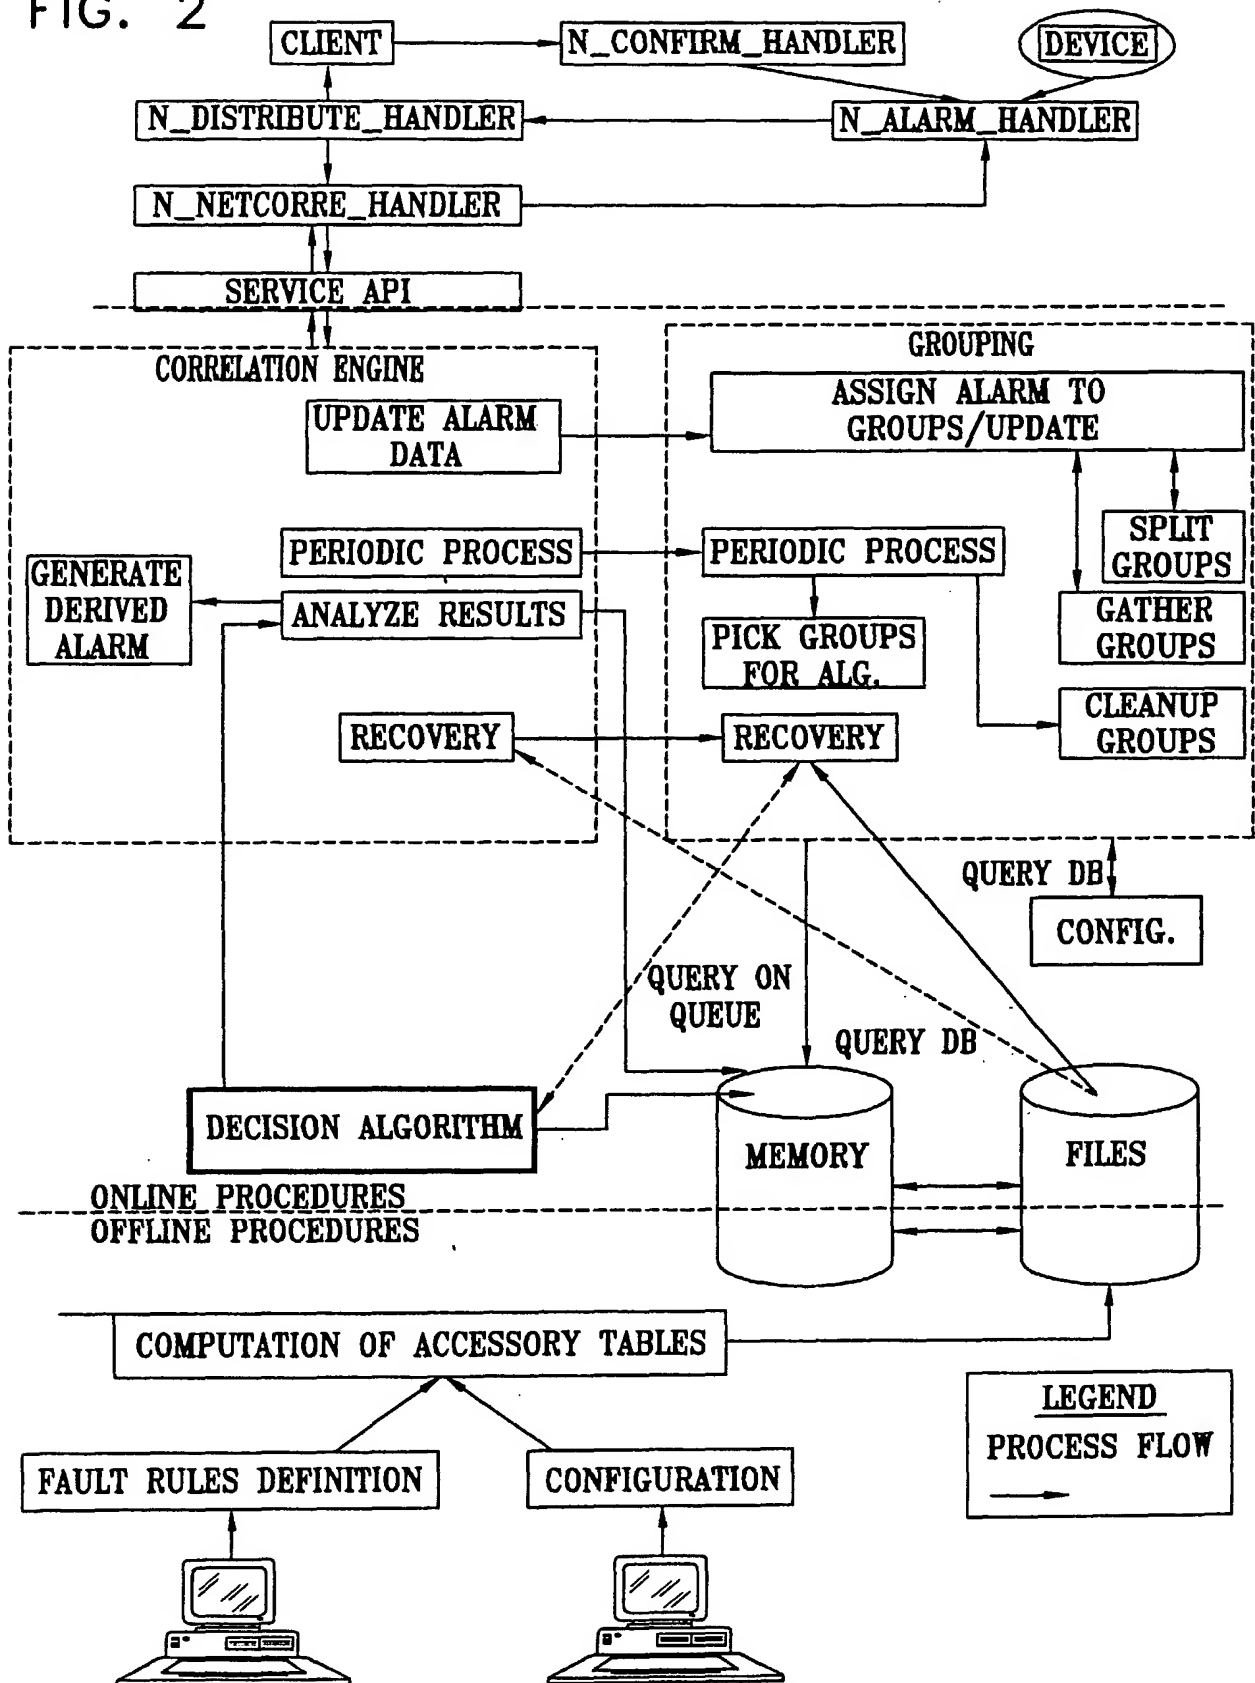 FIG. 2
CLIENT
N_CONFIRM_HANDLER
DEVICE
N_DISTRIBUTE_HANDLER
N_ALARM_HANDLER
N_NETCORRE_HANDLER
SERVICE API
CORRELATION ENGINE
UPDATE ALARM
DATA
GROUPING
ASSIGN ALARM TO
GROUPS/UPDATE
SPLIT
GROUPS
PERIODIC PROCESS
PERIODIC PROCESS
GENERATE
DERIVED
ALARM
ANALYZE RESULTS
PICK GROUPS
FOR ALG.
GATHER
GROUPS
CLEANUP
GROUPS
RECOVERY
RECOVERY
QUERY DB
CONFIG.
QUERY ON
QUEUE
QUERY DB
DECISION ALGORITHM
MEMORY
FILES
ONLINE PROCEDURES
OFFLINE PROCEDURES
COMPUTATION OF ACCESSORY TABLES
FAULT RULES DEFINITION
CONFIGURATION
LEGEND
PROCESS FLOW